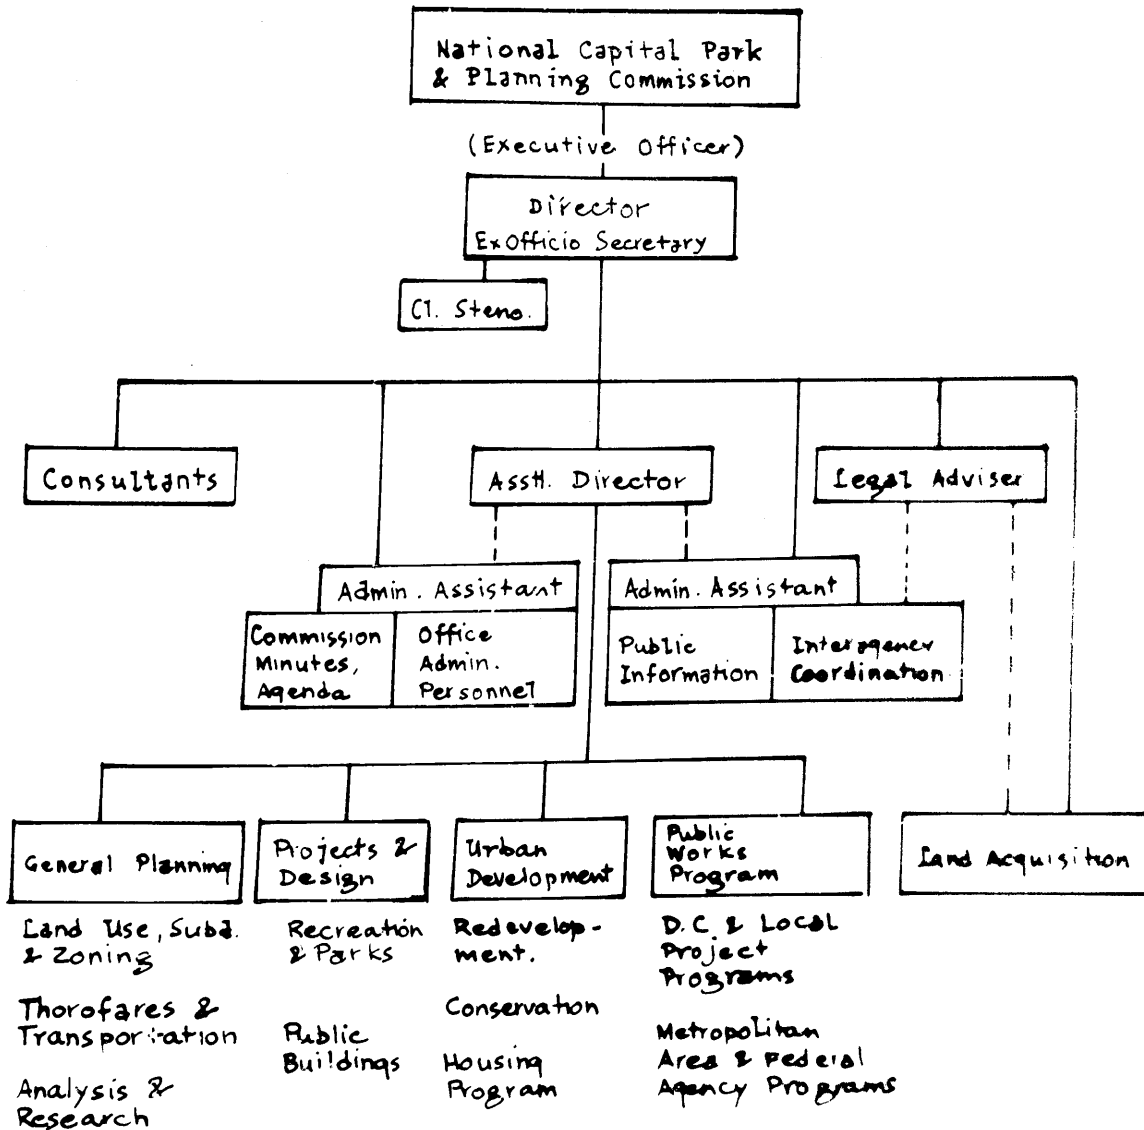 National Capital Park
& Planning Commission
(Executive Officer)
Director
ExOfficio Secretary
Cl. Steno.
Consultants
Asst. Director
Legal Adviser
Admin. Assistant
Commission
Minutes,
Agenda
Office
Admin.
Personnel
Admin. Assistant
Public
Information
Interagency
Coordination
General Planning
Land Use, Subd.
& Zoning
Thorofares &
Transportation
Analysis &
Research
Projects &
Design
Recreation
& Parks
Public
Buildings
Urban
Development
Redevelop-
ment.
Conservation
Housing
Program
Public
Works
Program
D.C. & Local
Project
Programs
Metropolitan
Area & Federal
Agency Programs
Land Acquisition